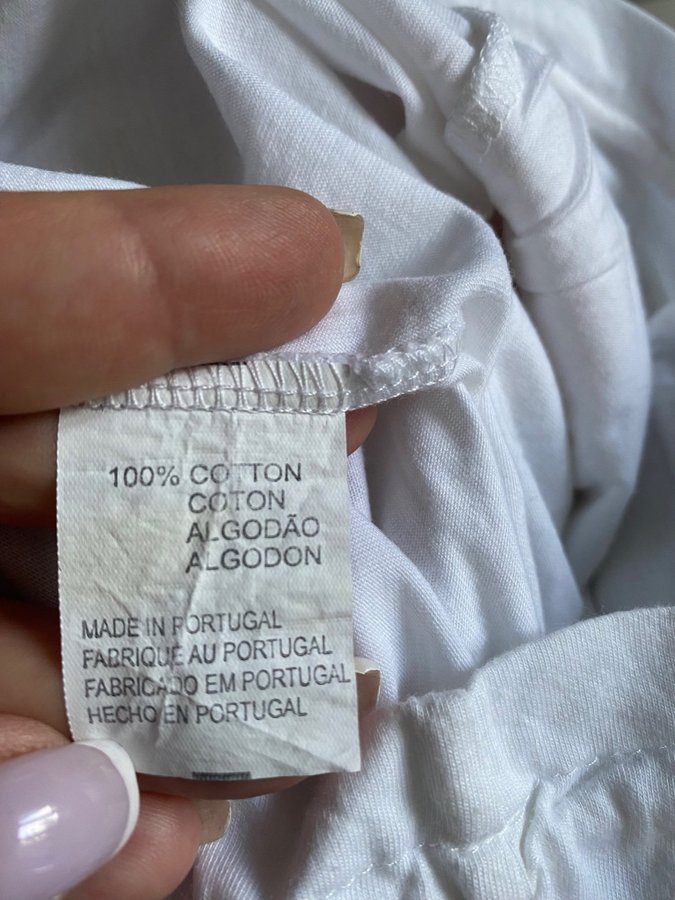 100% COTTON
COTON
ALGODÃO
ALGODON
MADE IN PORTUGAL
FABRIQUE AU PORTUGAL
FABRICADO EM PORTUGAL
HECHO EN PORTUGAL